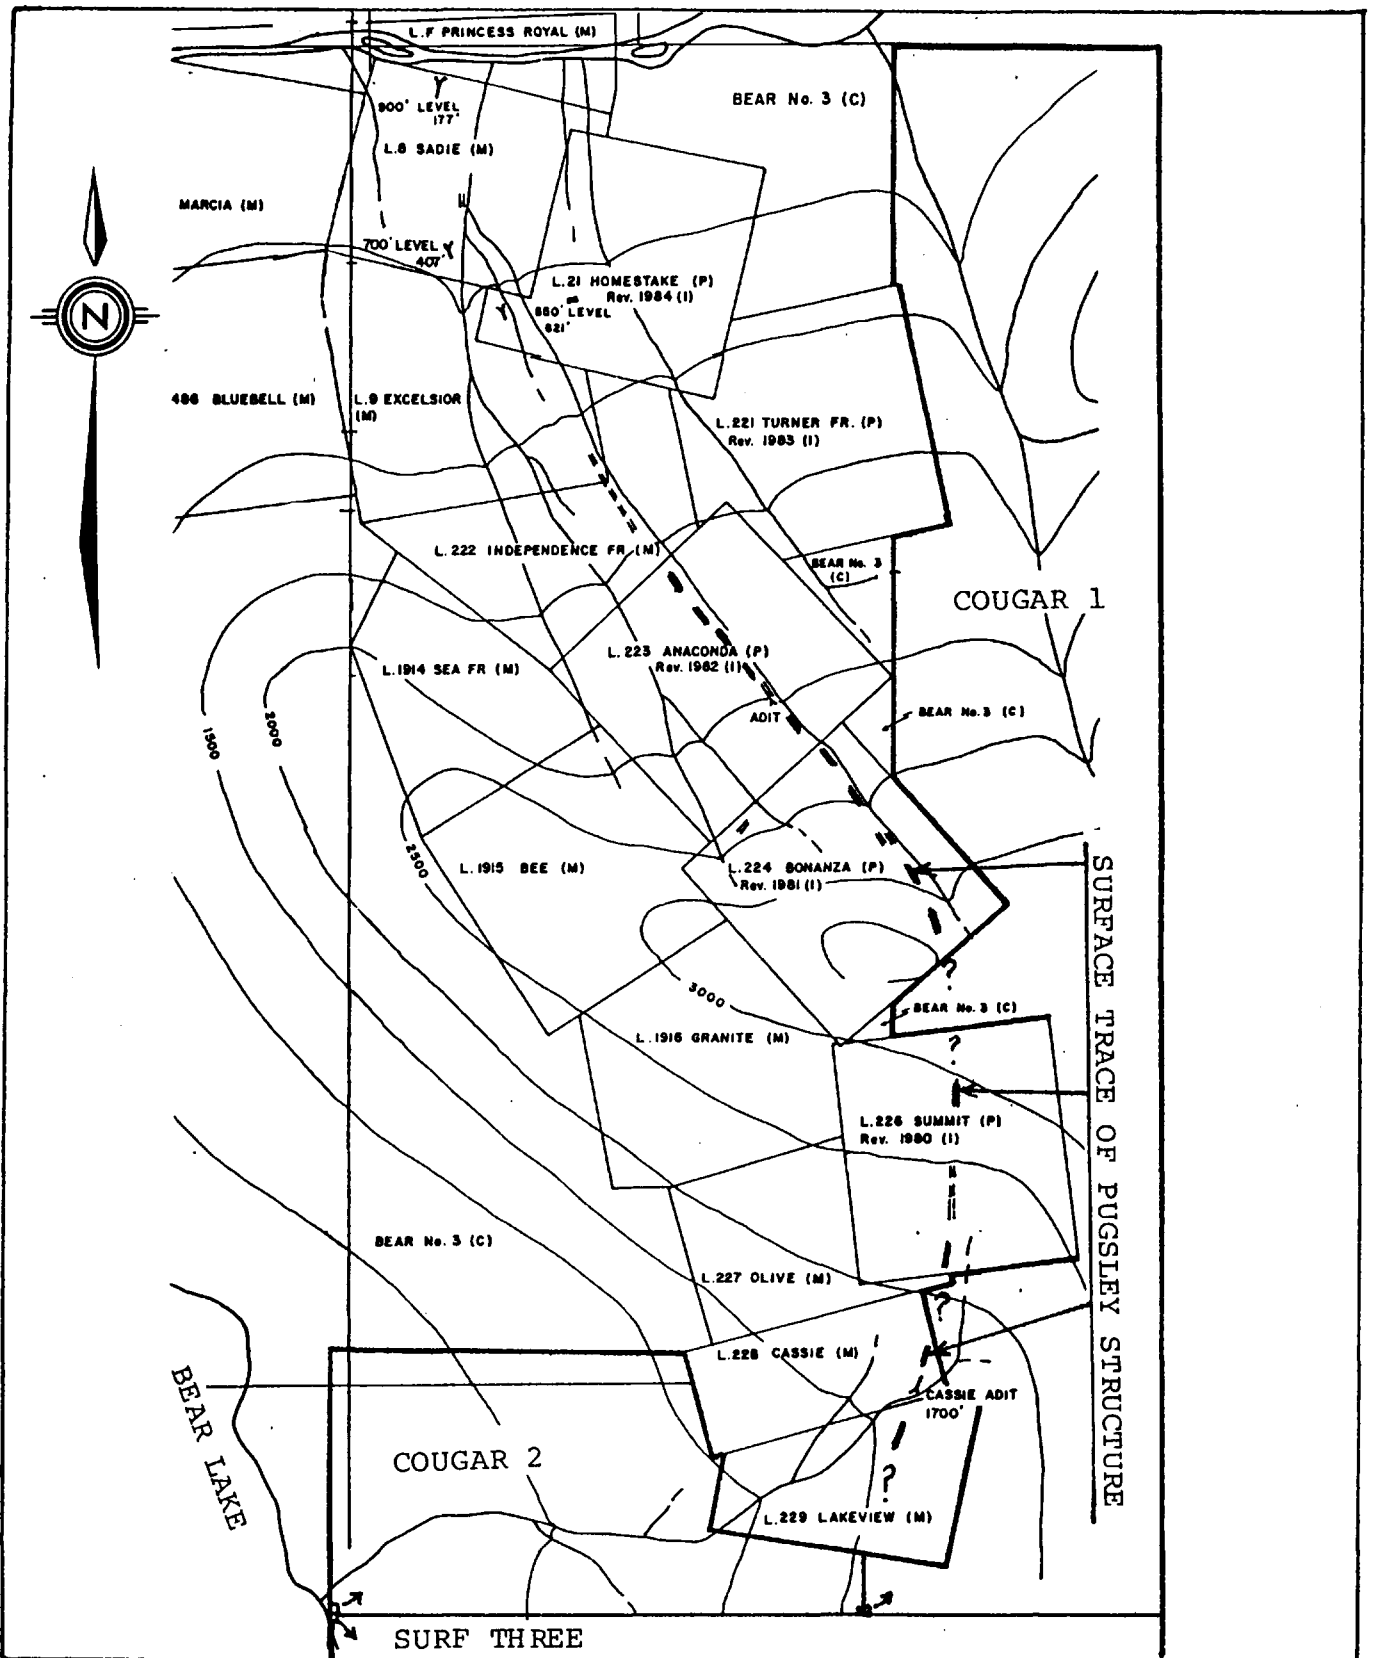 L.F PRINCESS ROYAL (M)
BEAR No. 3 (C)
900' LEVEL
177'
L.8 SADIE (M)
MARCIA (M)
N
700' LEVEL
407'
L.21 HOMESTAKE (P)
Rev. 1984 (I)
860' LEVEL
621'
486 BLUEBELL (M)
L.9 EXCELSIOR
(M)
L.221 TURNER FR. (P)
Rev. 1983 (I)
L.222 INDEPENDENCE FR (M)
BEAR No. 3
(C)
COUGAR 1
L.223 ANACONDA (P)
Rev. 1982 (I)
L.1914 SEA FR (M)
ADIT
BEAR No. 3 (C)
1500
2000
2500
L.1915 BEE (M)
L.224 BONANZA (P)
Rev. 1981 (I)
?
3000
BEAR No. 3 (C)
L.1916 GRANITE (M)
?
L.226 SUMMIT (P)
Rev. 1980 (I)
SURFACE TRACE OF PUGSLEY STRUCTURE
BEAR No. 3 (C)
L.227 OLIVE (M)
?
L.228 CASSIE (M)
CASSIE ADIT
1700'
BEAR LAKE
COUGAR 2
?
L.229 LAKEVIEW (M)
SURF THREE